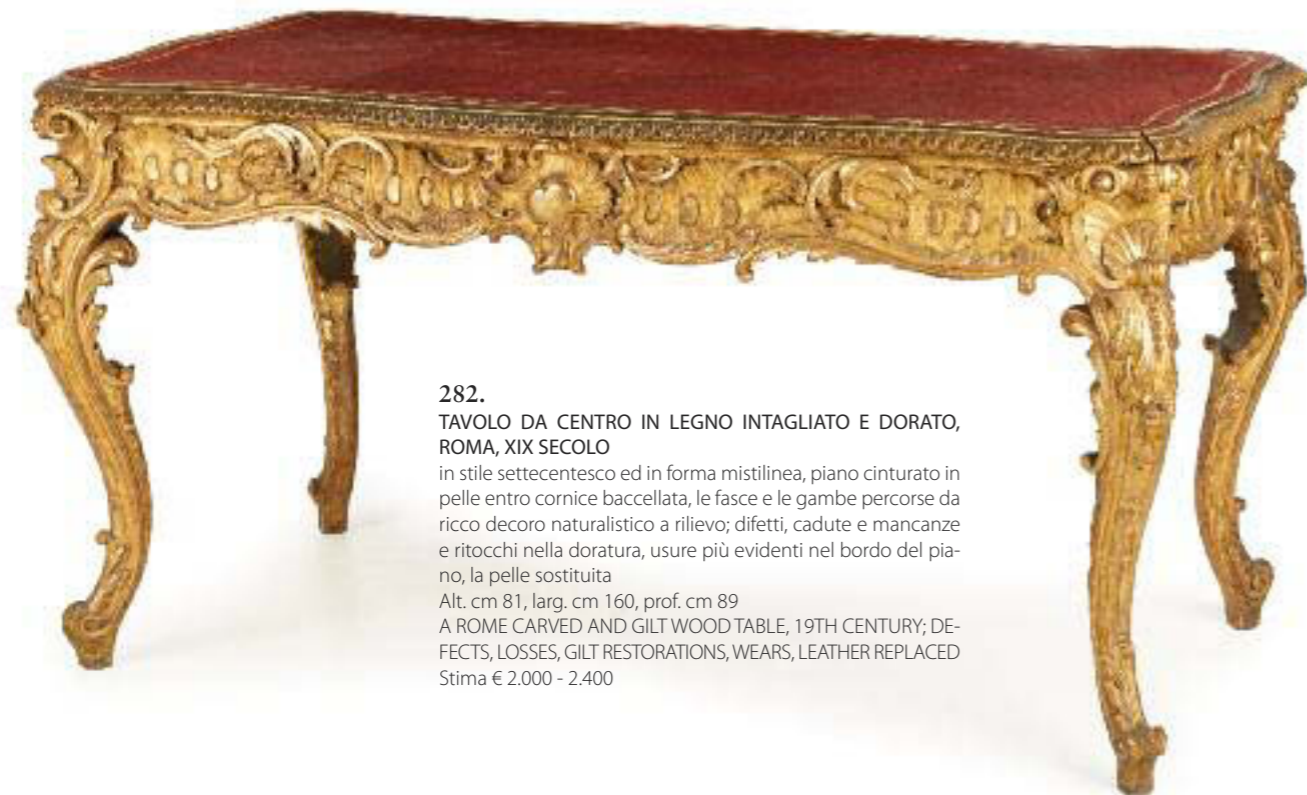 282.
TAVOLO DA CENTRO IN LEGNO INTAGLIATO E DORATO,
ROMA, XIX SECOLO
in stile settecentesco ed in forma mistilinea, piano cinturato in
pelle entro cornice baccellata, le fasce e le gambe percorse da
ricco decoro naturalistico a rilievo; difetti, cadute e mancanze
e ritocchi nella doratura, usure più evidenti nel bordo del pia-
no, la pelle sostituita
Alt. cm 81, larg. cm 160, prof. cm 89
A ROME CARVED AND GILT WOOD TABLE, 19TH CENTURY; DE-
FECTS, LOSSES, GILT RESTORATIONS, WEARS, LEATHER REPLACED
Stima € 2.000 - 2.400